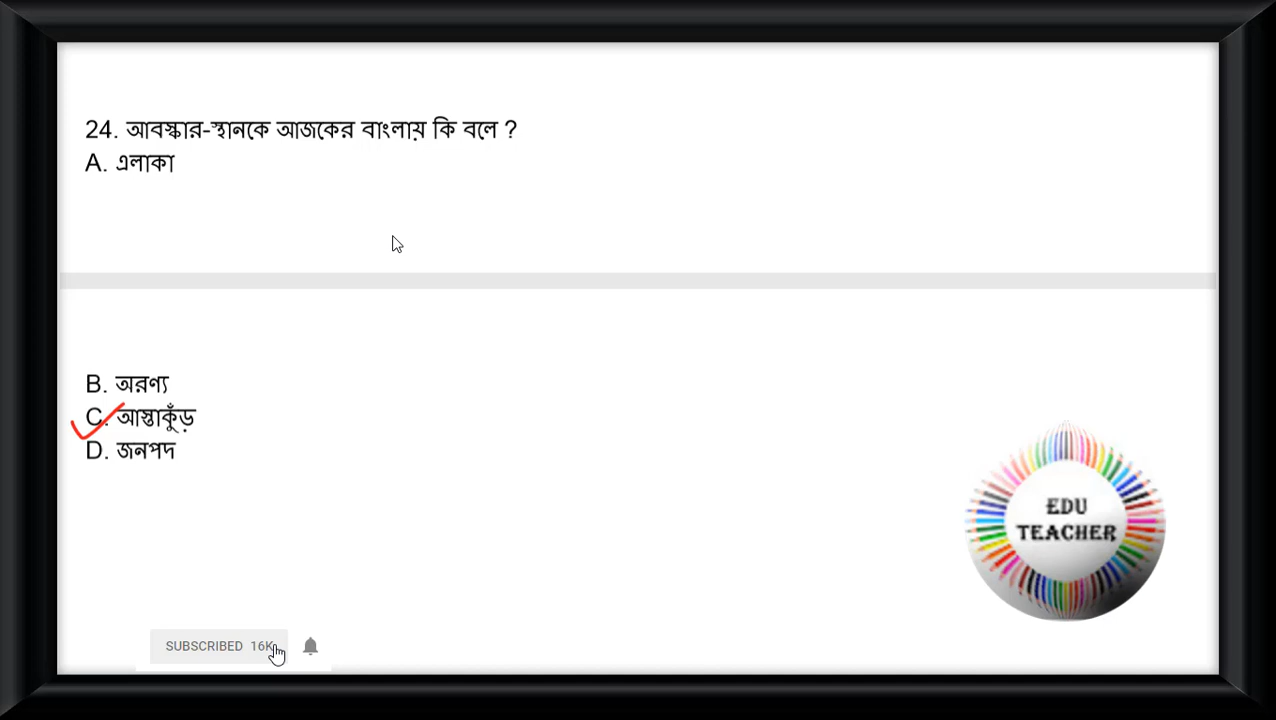 24. আবস্কার-স্থানকে আজকের বাংলায় কি বলে ?
A. এলাকা
B. অরণ্য
C. আস্তাকুঁড়
D. জনপদ
EDU
TEACHER
SUBSCRIBED 16K